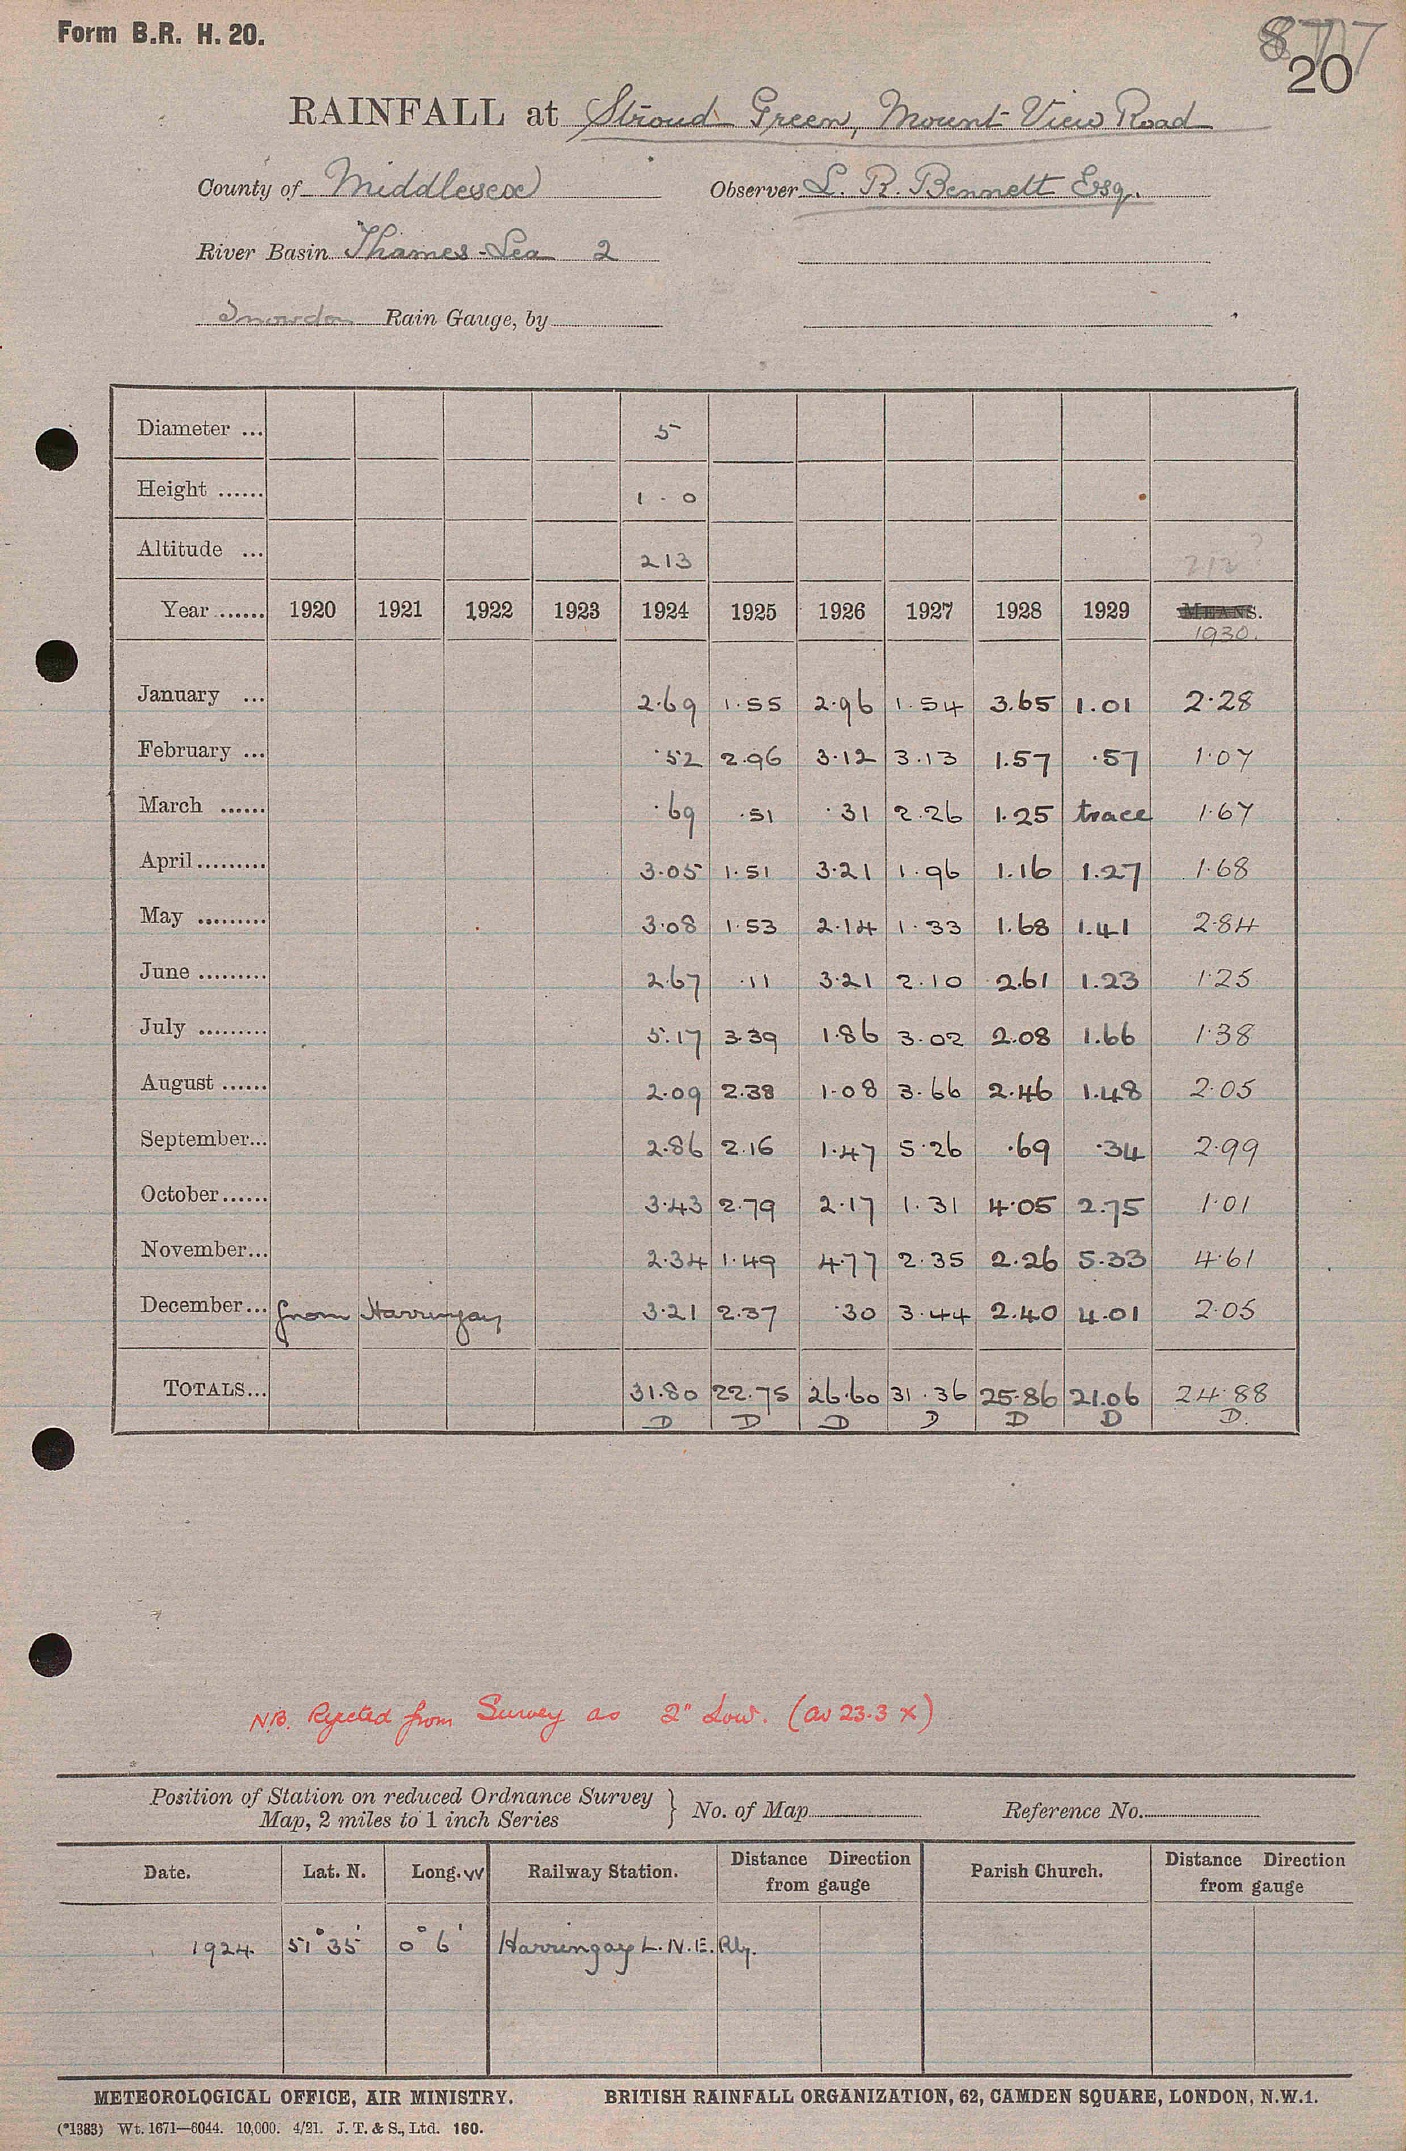 Form B.R. H. 20.
877
20
RAINFALL at Stroud Green, Mount View Road
County of Middlesex Observer L. R. Bennett Esq.
River Basin Thames-Lea 2
Snowdon Rain Gauge, by
Diameter ... 5
Height ...... 1 - 0
Altitude ... 213 212?
Year ...... 1920 1921 1922 1923 1924 1925 1926 1927 1928 1929 MEANS.
1930.
January ... 2.69 1.55 2.96 1.54 3.65 1.01 2.28
February ... .52 2.96 3.12 3.13 1.57 .57 1.07
March ...... .69 .51 .31 2.26 1.25 trace 1.67
April ......... 3.05 1.51 3.21 1.96 1.16 1.27 1.68
May ......... 3.08 1.53 2.14 1.33 1.68 1.41 2.84
June ......... 2.67 .11 3.21 2.10 2.61 1.23 1.25
July ......... 5.17 3.39 1.86 3.02 2.08 1.66 1.38
August ...... 2.09 2.38 1.08 3.66 2.46 1.48 2.05
September... 2.86 2.16 1.47 5.26 .69 .34 2.99
October...... 3.43 2.79 2.17 1.31 4.05 2.75 1.01
November... 2.34 1.49 4.77 2.35 2.26 5.33 4.61
December... from Harringay 3.21 2.37 .30 3.44 2.40 4.01 2.05
TOTALS... 31.80 22.75 26.60 31.36 25.86 21.06 24.88
D D D D D D D.
N.B. Rejected from Survey as 2" Low. (av 23.3 x)
Position of Station on reduced Ordnance Survey
Map, 2 miles to 1 inch Series } No. of Map Reference No.
Date. Lat. N. Long. W Railway Station. Distance Direction from gauge Parish Church. Distance Direction from gauge
1924. 51° 35' 0° 6' Harringay L.N.E. Rly.
METEOROLOGICAL OFFICE, AIR MINISTRY. BRITISH RAINFALL ORGANIZATION, 62, CAMDEN SQUARE, LONDON, N.W.1.
(*1383) Wt. 1671—6044. 10,000. 4/21. J. T. & S., Ltd. 160.